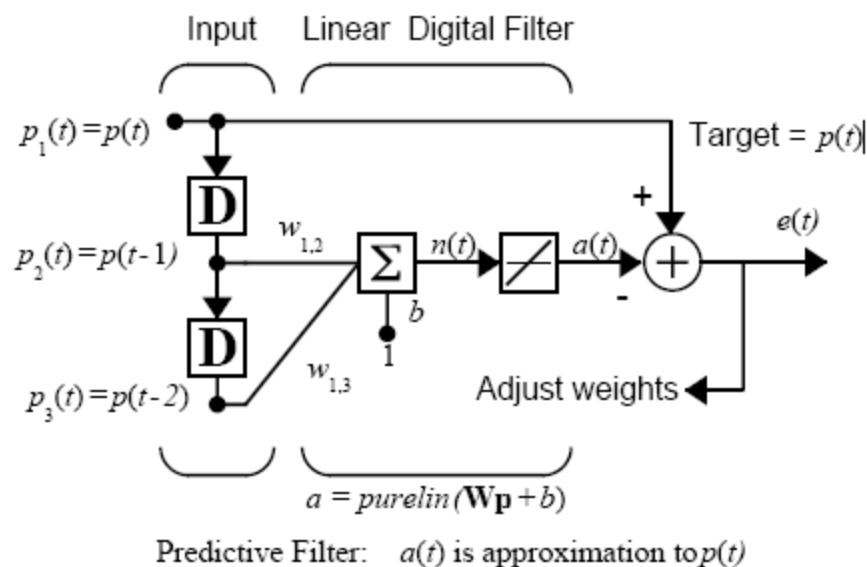 Input Linear Digital Filter
p₁(t) = p(t)
Target = p(t)
D
+
e(t)
w₁,₂ n(t) a(t)
p₂(t) = p(t-1) Σ +
-
b
D
1
w₁,₃
Adjust weights
p₃(t) = p(t-2)
a = purelin (Wp + b)
Predictive Filter: a(t) is approximation to p(t)